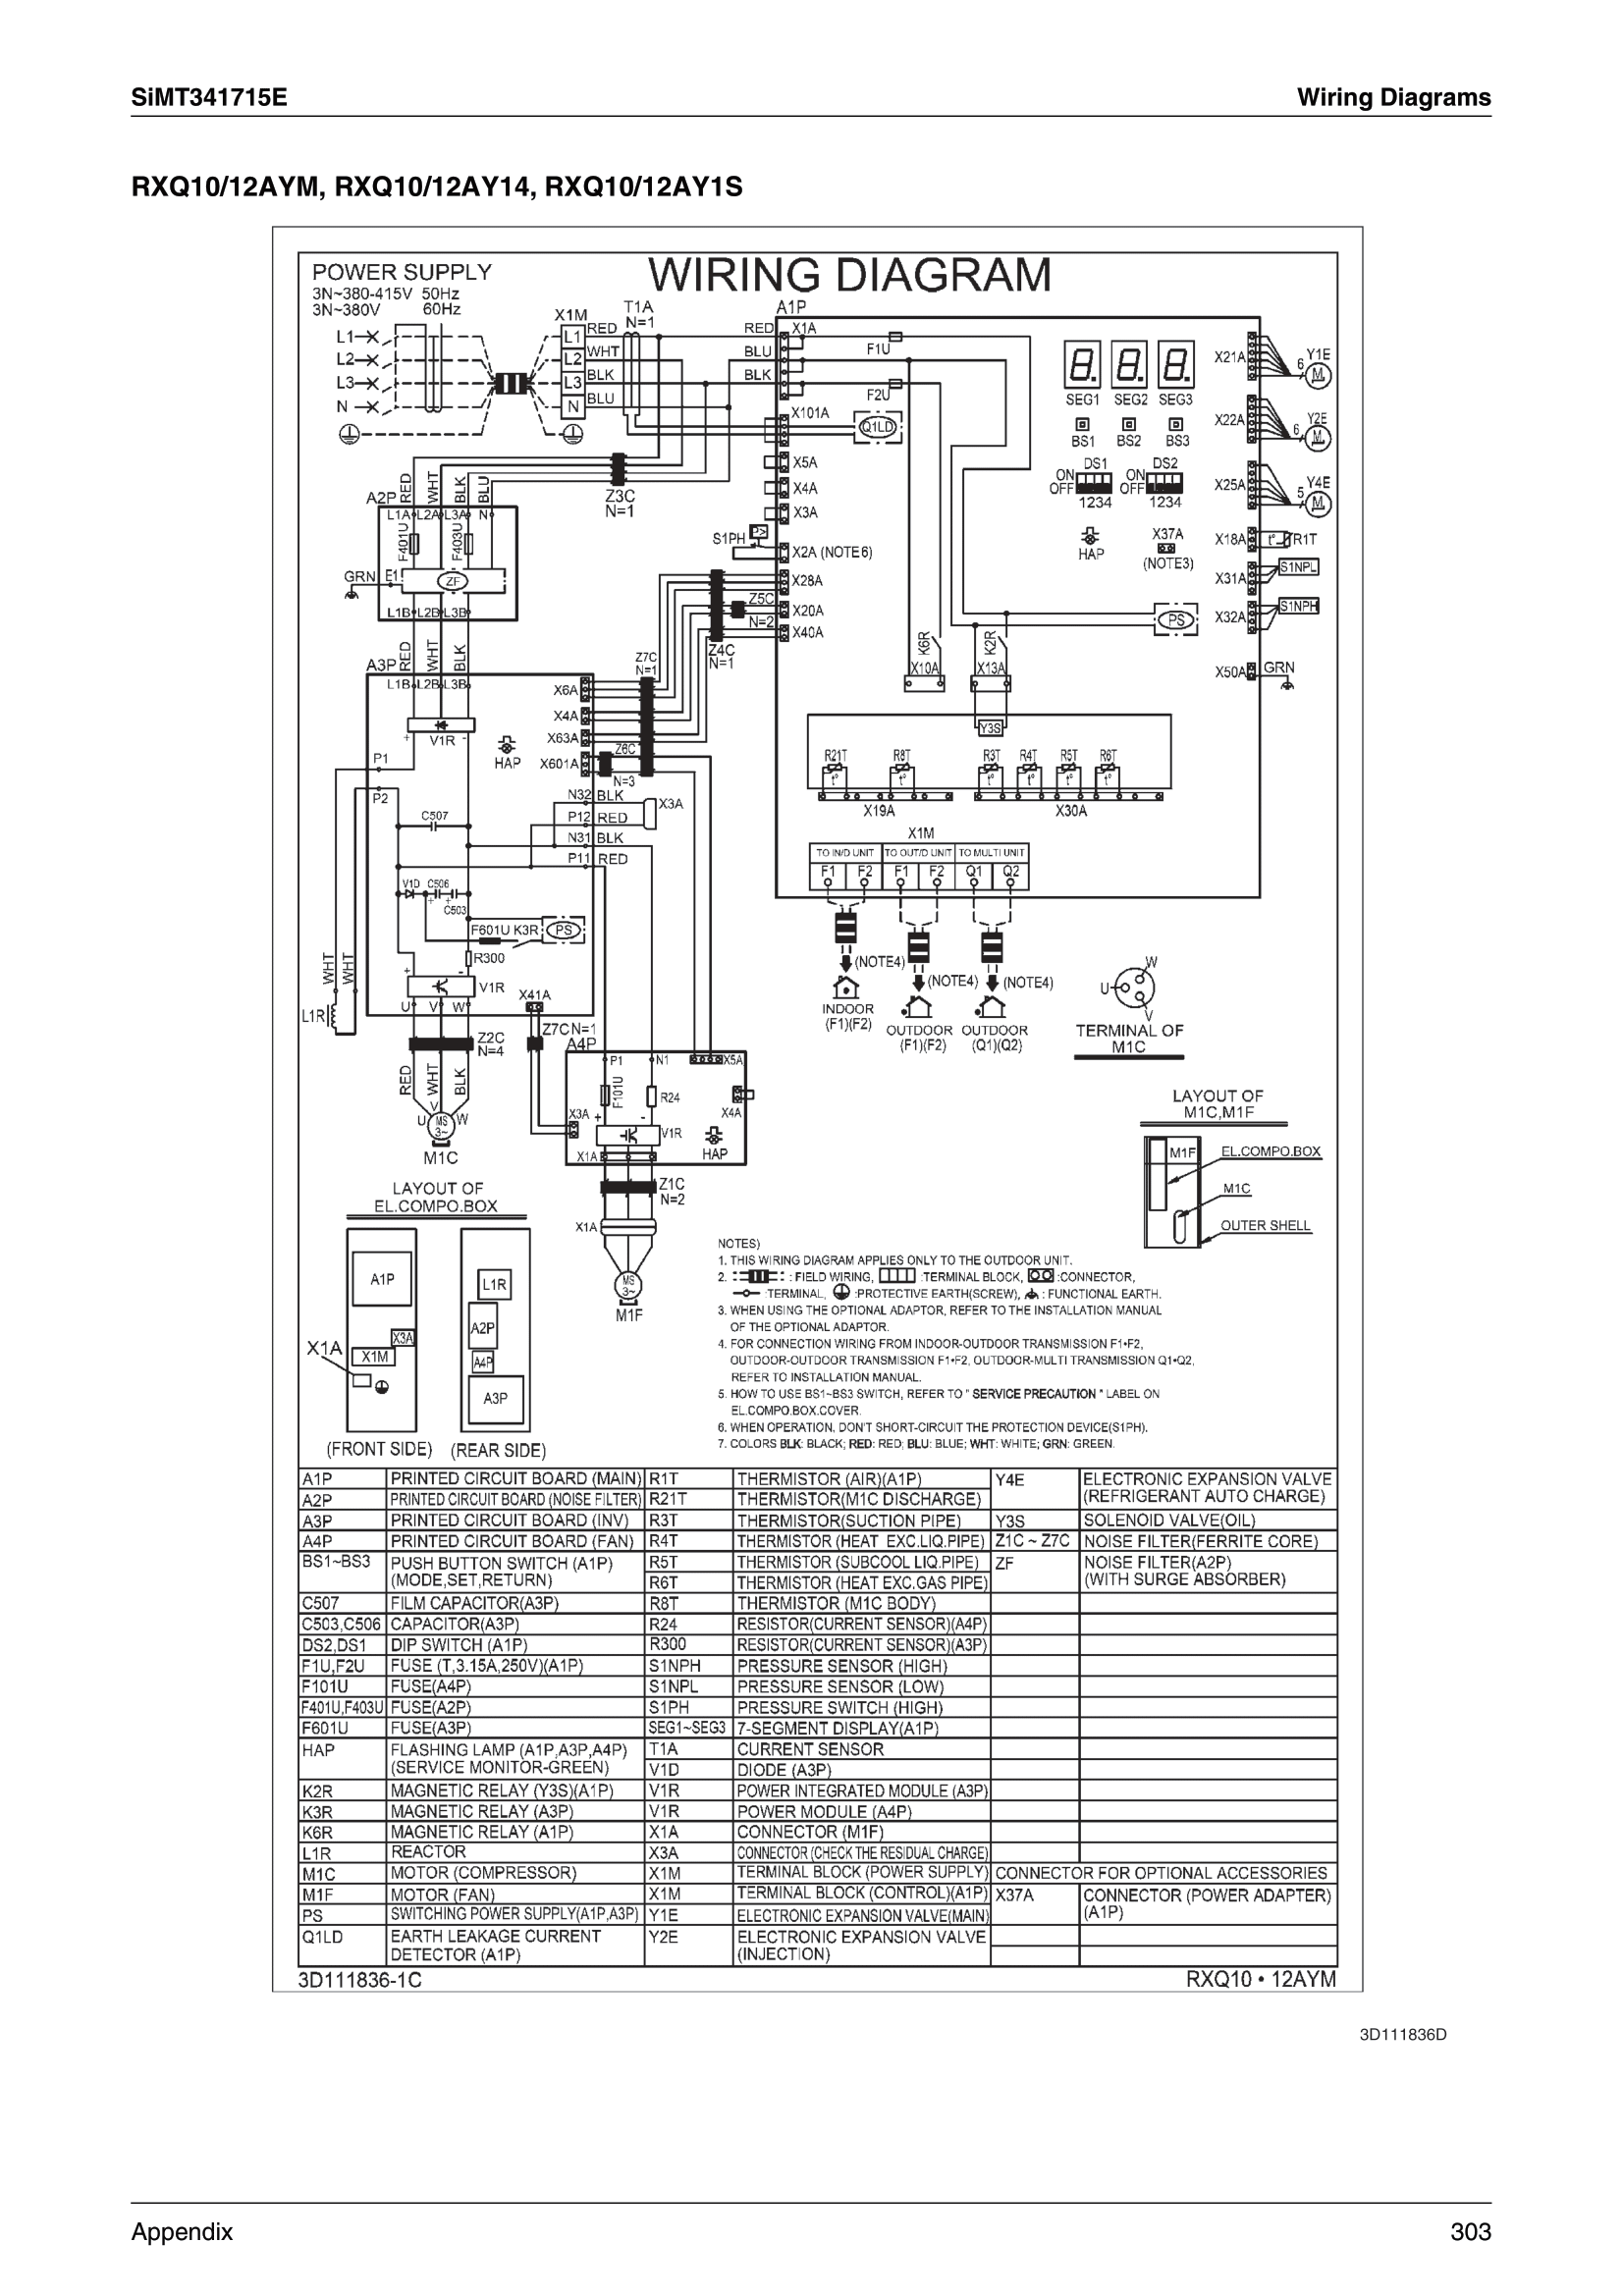 SiMT341715E
Wiring Diagrams
RXQ10/12AYM, RXQ10/12AY14, RXQ10/12AY1S
WIRING DIAGRAM
POWER SUPPLY
3N~380-415V 50Hz
3N~380V 60Hz
L1
L2
L3
N
X1M
L1 RED
L2 WHT
L3 BLK
N BLU
T1A
N=1
A1P
RED X1A
BLU
BLK
F1U
F2U
X101A
Q1LD
X5A
X4A
X3A
S1PH P>
X2A (NOTE6)
X28A
X20A
X40A
Z3C
N=1
Z5C
N=2
Z4C
N=1
Z7C
N=1
SEG1 SEG2 SEG3
BS1 BS2 BS3
DS1 DS2
ON ON
OFF OFF
1234 1234
HAP
X37A
(NOTE3)
X21A 6 Y1E M
X22A 6 Y2E M
X25A 5 Y4E M
X18A t° R1T
X31A S1NPL
X32A S1NPH
X50A GRN
PS
K6R K2R
X10A X13A
Y3S
R21T R8T R3T R4T R5T R6T
t° t° t° t° t° t°
X19A X30A
X1M
TO IN/D UNIT TO OUT/D UNIT TO MULTI UNIT
F1 F2 F1 F2 Q1 Q2
(NOTE4)
(NOTE4) (NOTE4)
INDOOR
(F1)(F2)
OUTDOOR
(F1)(F2)
OUTDOOR
(Q1)(Q2)
W
U
V
TERMINAL OF
M1C
A2P RED WHT BLK BLU
L1A L2A L3A N
F401U F403U
GRN E1 ZF
L1B L2B L3B
A3P RED WHT BLK
L1B L2B L3B
V1R
+ -
HAP
X6A
X4A
X63A
X601A
Z6C
N=3
P1
P2
C507
N32 BLK
P12 RED
N31 BLK
P11 RED
X3A
V1D C506
C503
F601U K3R PS
R300
V1R
+ -
U V W
X41A
WHT WHT
L1R
Z2C
N=4
Z7C N=1
A4P
RED WHT BLK
U V W
MS
3~
M1C
P1 N1 X5A
F101U R24
X4A
X3A + -
V1R
HAP
X1A
Z1C
N=2
X1A
MS
3~
M1F
LAYOUT OF
M1C,M1F
M1F
EL.COMPO.BOX
M1C
OUTER SHELL
LAYOUT OF
EL.COMPO.BOX
A1P
X3A
X1A
X1M
L1R
A2P
A4P
A3P
(FRONT SIDE) (REAR SIDE)
NOTES)
1. THIS WIRING DIAGRAM APPLIES ONLY TO THE OUTDOOR UNIT.
2. : FIELD WIRING, :TERMINAL BLOCK, :CONNECTOR,
:TERMINAL, :PROTECTIVE EARTH(SCREW), : FUNCTIONAL EARTH.
3. WHEN USING THE OPTIONAL ADAPTOR, REFER TO THE INSTALLATION MANUAL
OF THE OPTIONAL ADAPTOR.
4. FOR CONNECTION WIRING FROM INDOOR-OUTDOOR TRANSMISSION F1•F2,
OUTDOOR-OUTDOOR TRANSMISSION F1•F2, OUTDOOR-MULTI TRANSMISSION Q1•Q2,
REFER TO INSTALLATION MANUAL.
5. HOW TO USE BS1~BS3 SWITCH, REFER TO " SERVICE PRECAUTION " LABEL ON
EL.COMPO.BOX.COVER.
6. WHEN OPERATION, DON'T SHORT-CIRCUIT THE PROTECTION DEVICE(S1PH).
7. COLORS BLK: BLACK; RED: RED; BLU: BLUE; WHT: WHITE; GRN: GREEN.
A1P PRINTED CIRCUIT BOARD (MAIN)
A2P PRINTED CIRCUIT BOARD (NOISE FILTER)
A3P PRINTED CIRCUIT BOARD (INV)
A4P PRINTED CIRCUIT BOARD (FAN)
BS1~BS3 PUSH BUTTON SWITCH (A1P)
(MODE,SET,RETURN)
C507 FILM CAPACITOR(A3P)
C503,C506 CAPACITOR(A3P)
DS2,DS1 DIP SWITCH (A1P)
F1U,F2U FUSE (T,3.15A,250V)(A1P)
F101U FUSE(A4P)
F401U,F403U FUSE(A2P)
F601U FUSE(A3P)
HAP FLASHING LAMP (A1P,A3P,A4P)
(SERVICE MONITOR-GREEN)
K2R MAGNETIC RELAY (Y3S)(A1P)
K3R MAGNETIC RELAY (A3P)
K6R MAGNETIC RELAY (A1P)
L1R REACTOR
M1C MOTOR (COMPRESSOR)
M1F MOTOR (FAN)
PS SWITCHING POWER SUPPLY(A1P,A3P)
Q1LD EARTH LEAKAGE CURRENT
DETECTOR (A1P)
R1T THERMISTOR (AIR)(A1P)
R21T THERMISTOR(M1C DISCHARGE)
R3T THERMISTOR(SUCTION PIPE)
R4T THERMISTOR (HEAT EXC.LIQ.PIPE)
R5T THERMISTOR (SUBCOOL LIQ.PIPE)
R6T THERMISTOR (HEAT EXC.GAS PIPE)
R8T THERMISTOR (M1C BODY)
R24 RESISTOR(CURRENT SENSOR)(A4P)
R300 RESISTOR(CURRENT SENSOR)(A3P)
S1NPH PRESSURE SENSOR (HIGH)
S1NPL PRESSURE SENSOR (LOW)
S1PH PRESSURE SWITCH (HIGH)
SEG1~SEG3 7-SEGMENT DISPLAY(A1P)
T1A CURRENT SENSOR
V1D DIODE (A3P)
V1R POWER INTEGRATED MODULE (A3P)
V1R POWER MODULE (A4P)
X1A CONNECTOR (M1F)
X3A CONNECTOR (CHECK THE RESIDUAL CHARGE)
X1M TERMINAL BLOCK (POWER SUPPLY)
X1M TERMINAL BLOCK (CONTROL)(A1P)
Y1E ELECTRONIC EXPANSION VALVE(MAIN)
Y2E ELECTRONIC EXPANSION VALVE
(INJECTION)
Y4E ELECTRONIC EXPANSION VALVE
(REFRIGERANT AUTO CHARGE)
Y3S SOLENOID VALVE(OIL)
Z1C ~ Z7C NOISE FILTER(FERRITE CORE)
ZF NOISE FILTER(A2P)
(WITH SURGE ABSORBER)
CONNECTOR FOR OPTIONAL ACCESSORIES
X37A CONNECTOR (POWER ADAPTER)
(A1P)
3D111836-1C
RXQ10 • 12AYM
3D111836D
Appendix
303